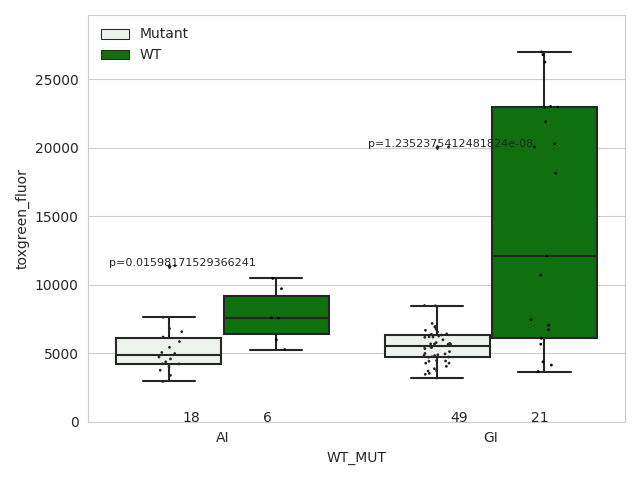 Mutant
WT
25000
20000
15000
10000
5000
0
toxgreen_fluor
p=1.2352375412481824e-08
p=0.01598171529366241
18 6 49 21
AI GI
WT_MUT